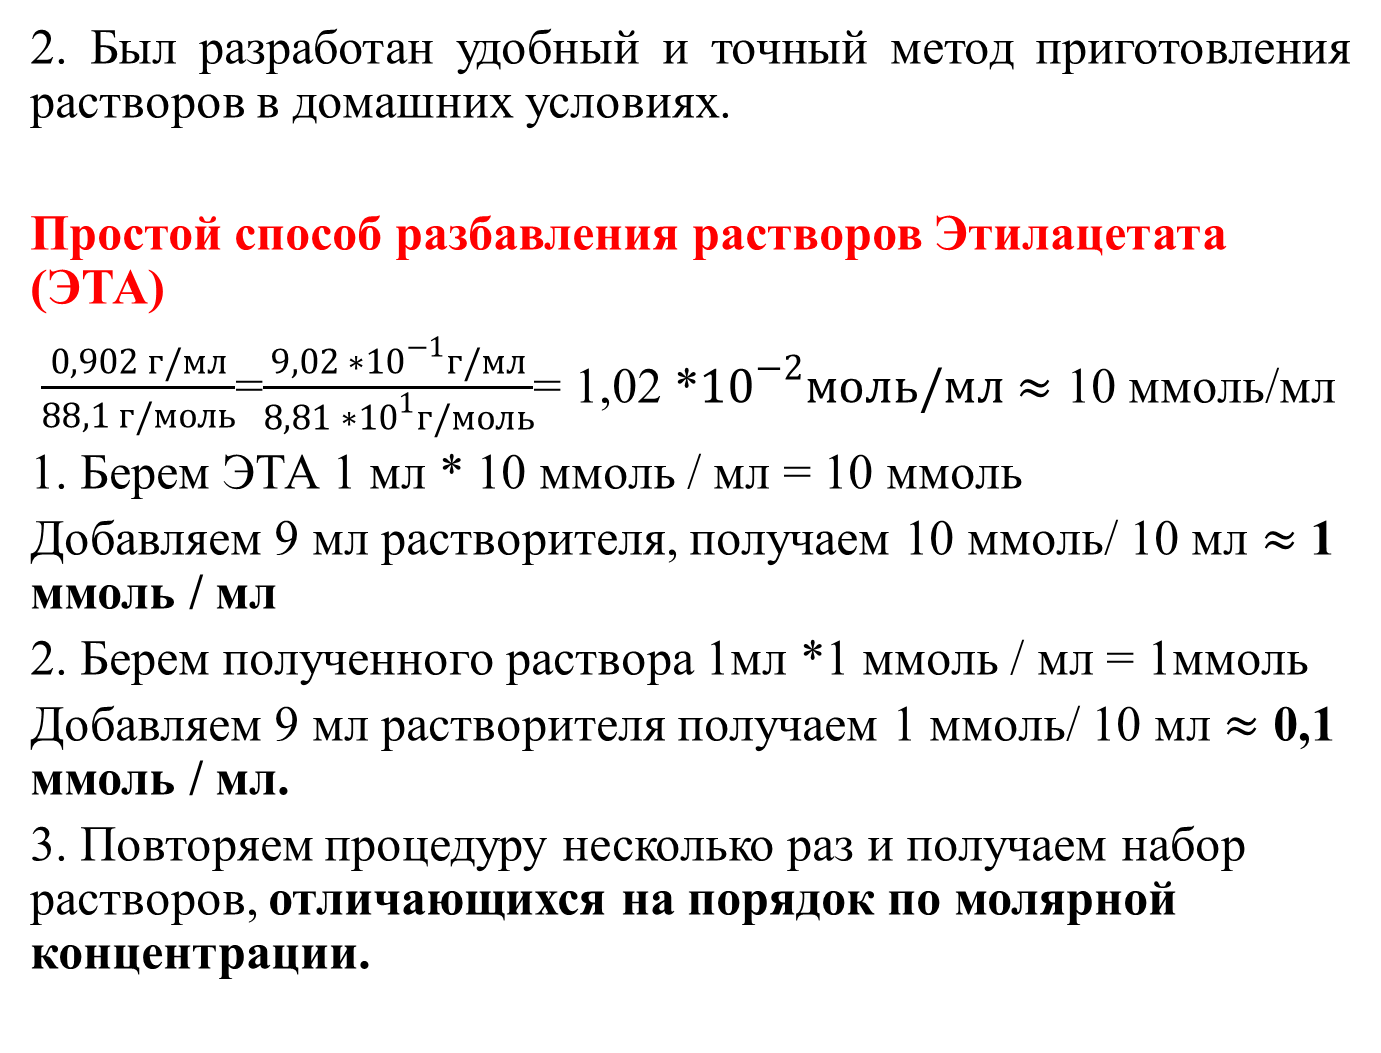 2. Был разработан удобный и точный метод приготовления
растворов в домашних условиях.
Простой способ разбавления растворов Этилацетата
(ЭТА)
0,902 г/мл / 88,1 г/моль = 9,02 *10^−1 г/мл / 8,81 *10^1 г/моль = 1,02 *10^−2 моль/мл ≈ 10 ммоль/мл
1. Берем ЭТА 1 мл * 10 ммоль / мл = 10 ммоль
Добавляем 9 мл растворителя, получаем 10 ммоль/ 10 мл ≈ 1
ммоль / мл
2. Берем полученного раствора 1мл *1 ммоль / мл = 1ммоль
Добавляем 9 мл растворителя получаем 1 ммоль/ 10 мл ≈ 0,1
ммоль / мл.
3. Повторяем процедуру несколько раз и получаем набор
растворов, отличающихся на порядок по молярной
концентрации.